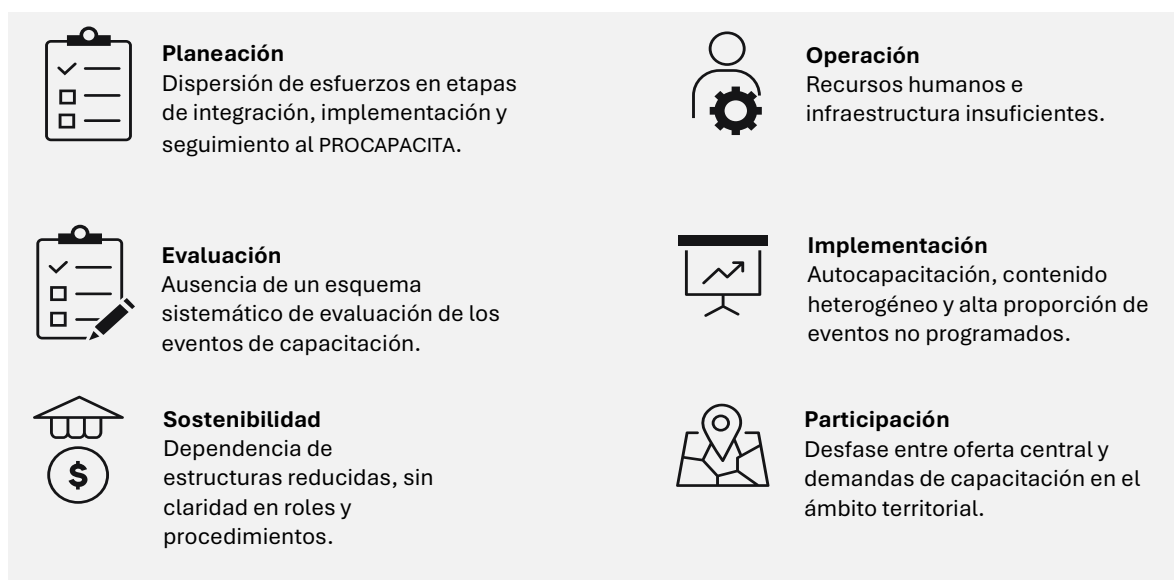 Planeación
Dispersión de esfuerzos en etapas
de integración, implementación y
seguimiento al PROCAPACITA.
Operación
Recursos humanos e
infraestructura insuficientes.
Evaluación
Ausencia de un esquema
sistemático de evaluación de los
eventos de capacitación.
Implementación
Autocapacitación, contenido
heterogéneo y alta proporción de
eventos no programados.
Sostenibilidad
Dependencia de
estructuras reducidas, sin
claridad en roles y
procedimientos.
$
Participación
Desfase entre oferta central y
demandas de capacitación en el
ámbito territorial.